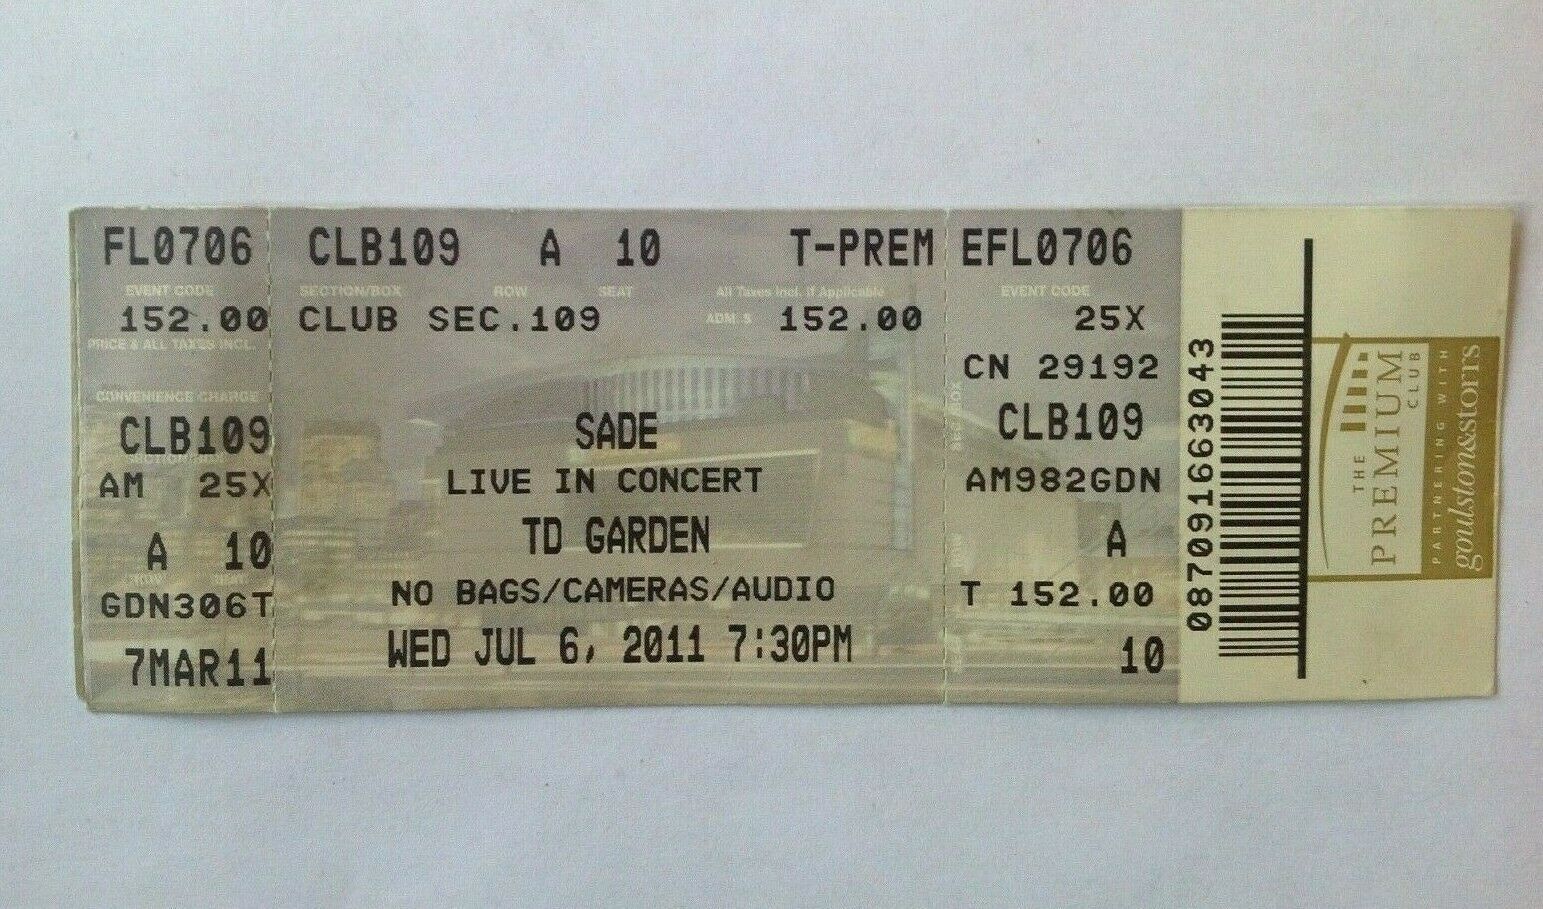 FL0706
EVENT CODE
152.00
PRICE & ALL TAXES INCL.
CONVENIENCE CHARGE
CLB109
AM 25X
A 10
GDN306T
7MAR11
CLB109 A 10 T-PREM
SECTION/BOX ROW SEAT All Taxes Incl. If Applicable
CLUB SEC.109 ADM. $ 152.00
SADE
LIVE IN CONCERT
TD GARDEN
NO BAGS/CAMERAS/AUDIO
WED JUL 6, 2011 7:30PM
EFL0706
EVENT CODE
25X
CN 29192
CLB109
AM982GDN
A
T 152.00
10
0870916663043
THE
PREMIUM
CLUB
PARTNERING WITH
goulston&storrs